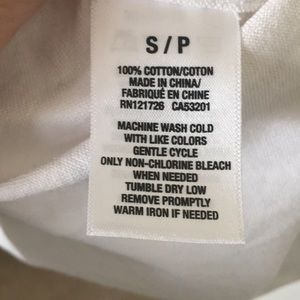 S / P
100% COTTON/COTON
MADE IN CHINA/
FABRIQUÉ EN CHINE
RN121726 CA53201
MACHINE WASH COLD
WITH LIKE COLORS
GENTLE CYCLE
ONLY NON-CHLORINE BLEACH
WHEN NEEDED
TUMBLE DRY LOW
REMOVE PROMPTLY
WARM IRON IF NEEDED